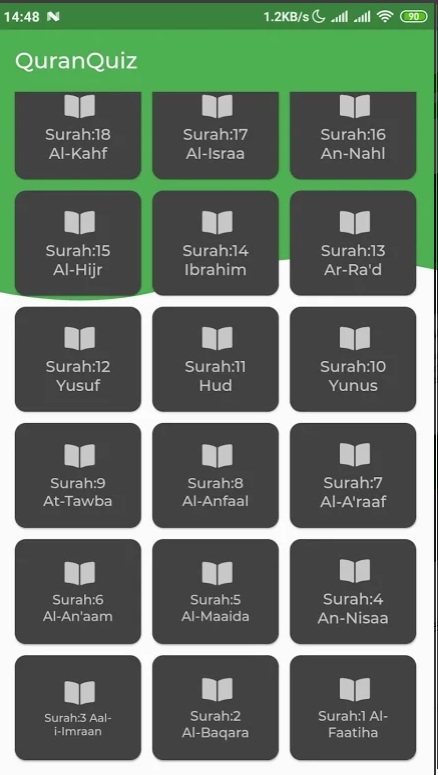 14:48 1.2KB/s 90
QuranQuiz
Surah:18
Al-Kahf
Surah:17
Al-Israa
Surah:16
An-Nahl
Surah:15
Al-Hijr
Surah:14
Ibrahim
Surah:13
Ar-Ra'd
Surah:12
Yusuf
Surah:11
Hud
Surah:10
Yunus
Surah:9
At-Tawba
Surah:8
Al-Anfaal
Surah:7
Al-A'raaf
Surah:6
Al-An'aam
Surah:5
Al-Maaida
Surah:4
An-Nisaa
Surah:3 Aal-
i-Imraan
Surah:2
Al-Baqara
Surah:1 Al-
Faatiha